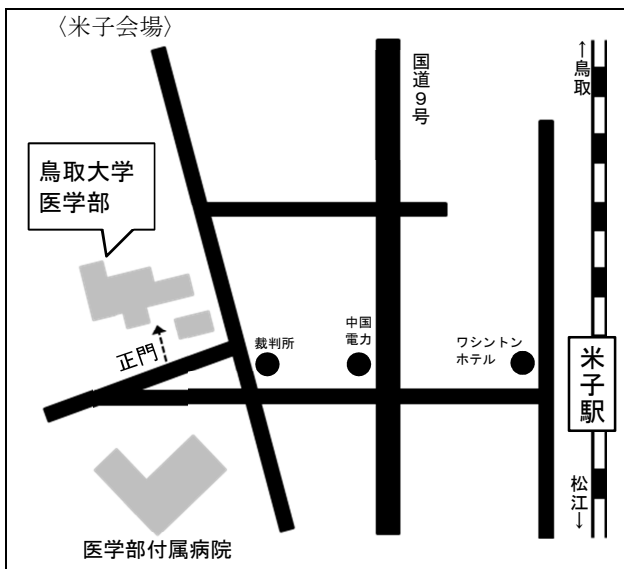 〈米子会場〉
←鳥取
国道9号
鳥取大学
医学部
正門
裁判所
中国
電力
ワシントン
ホテル
米子駅
松江→
医学部付属病院